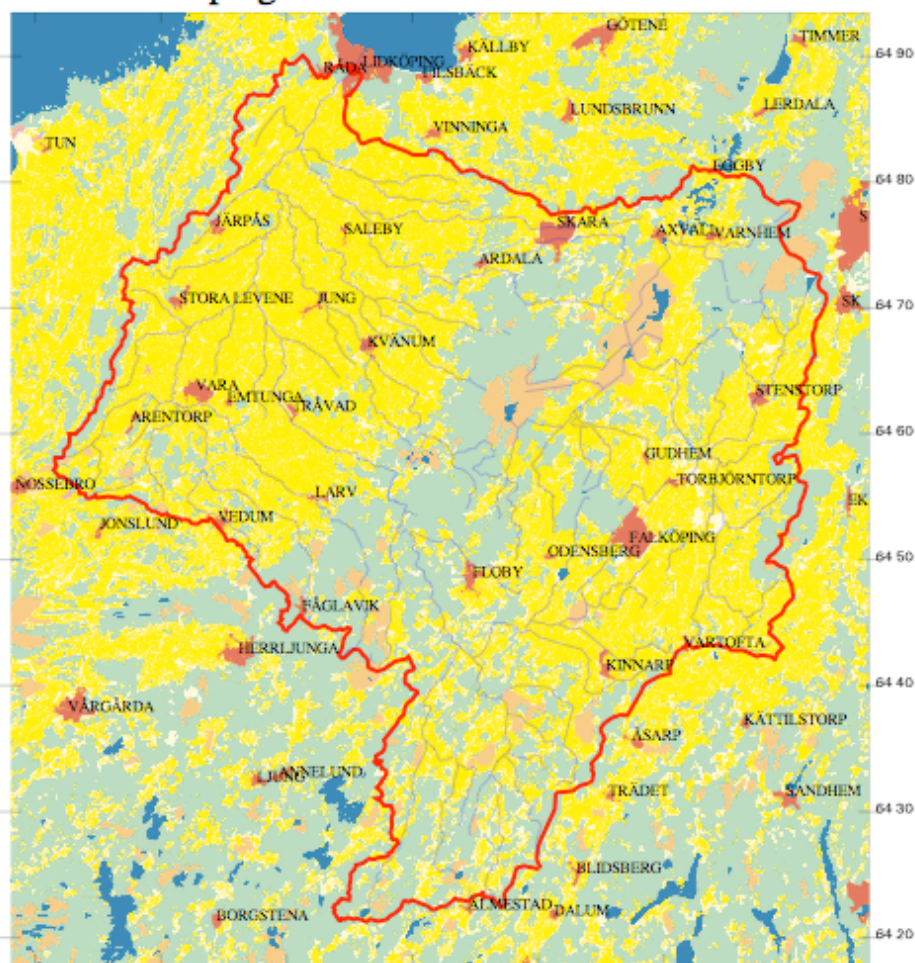 GÖTENE
TIMMER
KÄLLBY
64 90
LIDKÖPING
RÅDA
FILSBÄCK
LUNDSBRUNN
LERDALA
VINNINGA
TUN
EGGBY
64 80
JÄRPÅS
SALEBY
SKARA
AXVALL
VARNHEM
S
ARDALA
STORA LEVENE
JUNG
SK
64 70
KVÄNUM
VARA
EMTUNGA
TRÅVAD
STENSTORP
ARENTORP
64 60
GUDHEM
NOSSEBRO
TORBJÖRNTORP
LARV
EK
JONSLUND
VEDUM
FALKÖPING
ODENSBERG
64 50
FLOBY
FÅGLAVIK
HERRLJUNGA
VARTOFTA
KINNARP
64 40
VÅRGÅRDA
KÄTTILSTORP
ÅSARP
LJUNG
ANNELUND
TRÄDET
SANDHEM
64 30
BLIDSBERG
ÄLMESTAD
DALUM
BORGSTENA
64 20